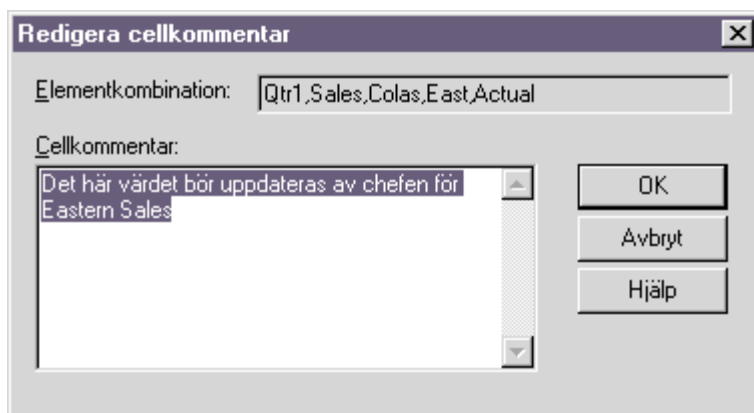 Redigera cellkommentar
Elementkombination: Qtr1,Sales,Colas,East,Actual
Cellkommentar:
Det här värdet bör uppdateras av chefen för
Eastern Sales
OK
Avbryt
Hjälp